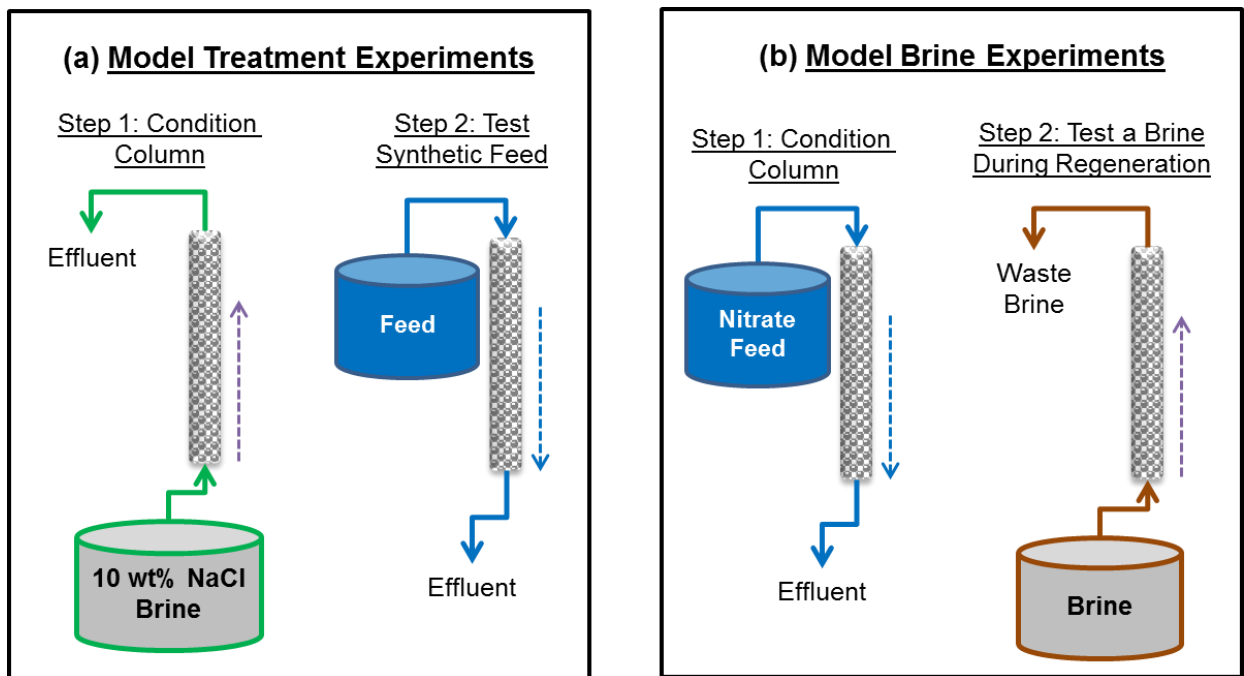 (a) Model Treatment Experiments
Step 1: Condition
Column
Effluent
10 wt% NaCl
Brine
Step 2: Test
Synthetic Feed
Feed
Effluent
(b) Model Brine Experiments
Step 1: Condition
Column
Nitrate
Feed
Effluent
Step 2: Test a Brine
During Regeneration
Waste
Brine
Brine